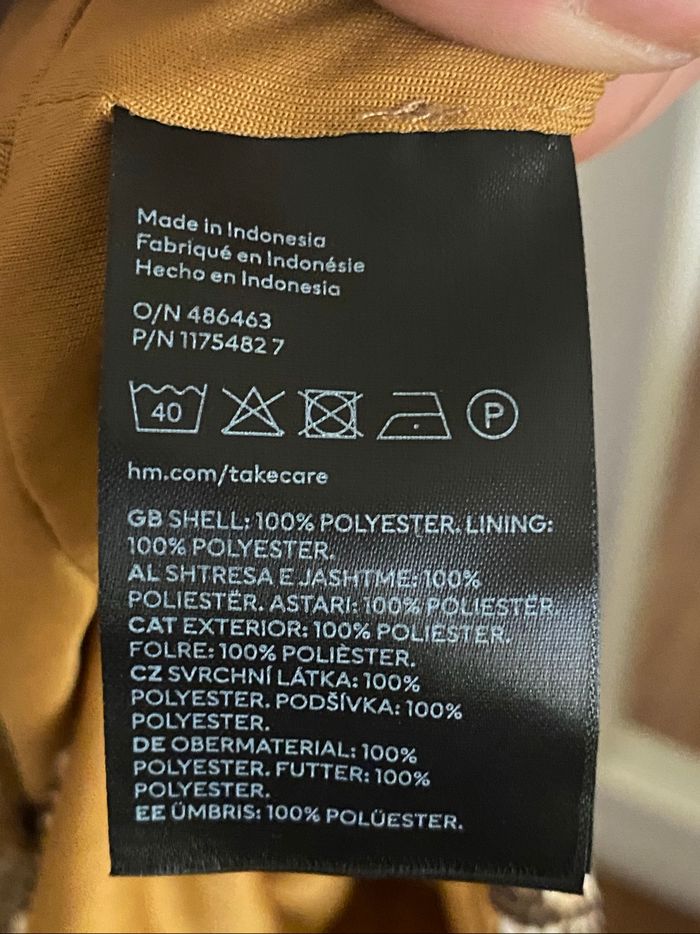 Made in Indonesia
Fabriqué en Indonésie
Hecho en Indonesia
O/N 486463
P/N 1175482 7
40
P
hm.com/takecare
GB SHELL: 100% POLYESTER. LINING:
100% POLYESTER.
AL SHTRESA E JASHTME: 100%
POLIESTËR. ASTARI: 100% POLIESTËR.
CAT EXTERIOR: 100% POLIÈSTER.
FOLRE: 100% POLIÈSTER.
CZ SVRCHNÍ LÁTKA: 100%
POLYESTER. PODŠÍVKA: 100%
POLYESTER.
DE OBERMATERIAL: 100%
POLYESTER. FUTTER: 100%
POLYESTER.
EE ÜMBRIS: 100% POLÜESTER.